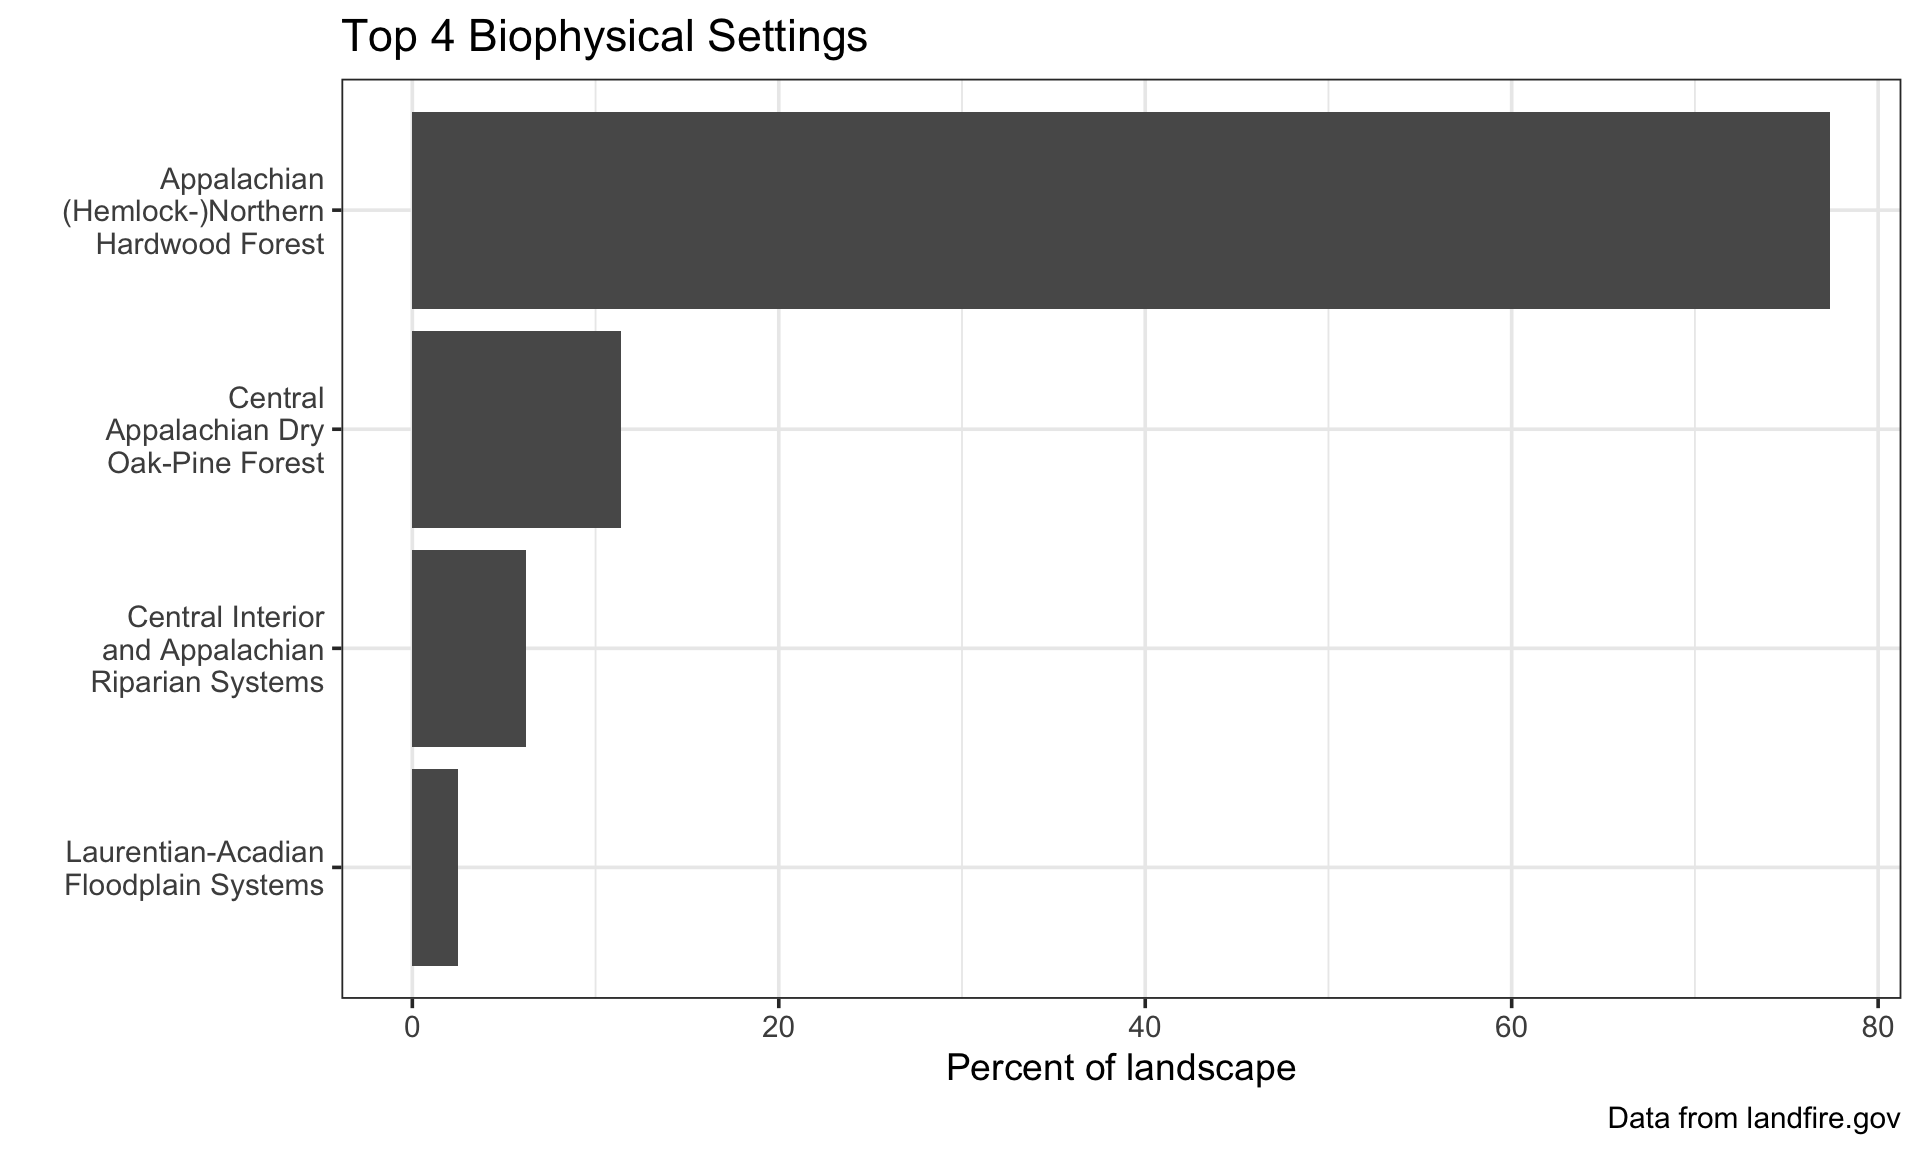 Top 4 Biophysical Settings
Appalachian
(Hemlock-)Northern
Hardwood Forest
Central
Appalachian Dry
Oak-Pine Forest
Central Interior
and Appalachian
Riparian Systems
Laurentian-Acadian
Floodplain Systems
0 20 40 60 80
Percent of landscape
Data from landfire.gov